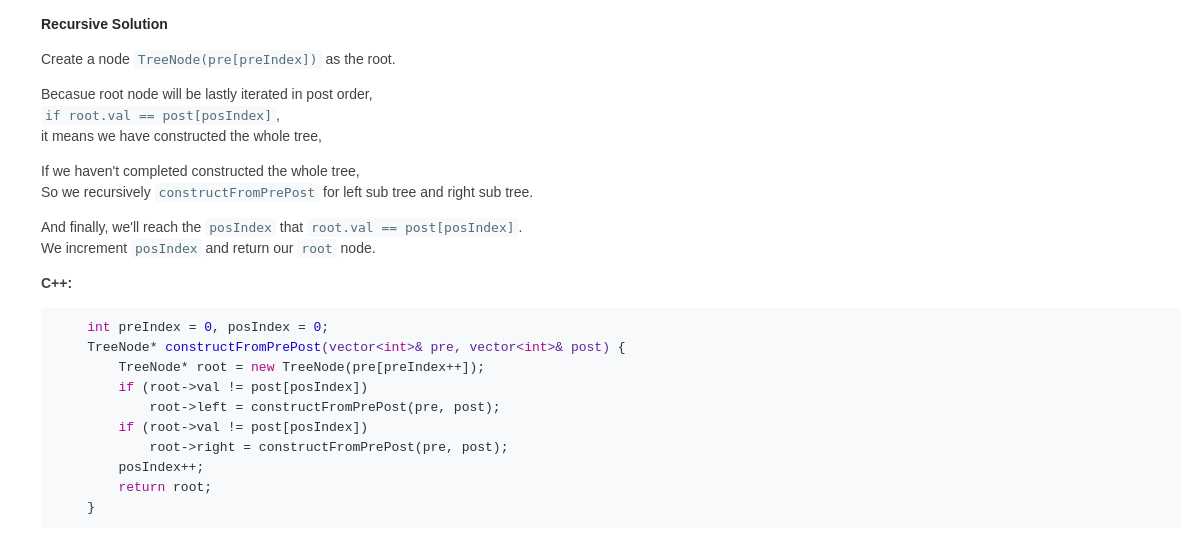 Recursive Solution
Create a node TreeNode(pre[preIndex]) as the root.
Becasue root node will be lastly iterated in post order,
if root.val == post[posIndex],
it means we have constructed the whole tree,
If we haven't completed constructed the whole tree,
So we recursively constructFromPrePost for left sub tree and right sub tree.
And finally, we'll reach the posIndex that root.val == post[posIndex].
We increment posIndex and return our root node.
C++:
    int preIndex = 0, posIndex = 0;
    TreeNode* constructFromPrePost(vector<int>& pre, vector<int>& post) {
        TreeNode* root = new TreeNode(pre[preIndex++]);
        if (root->val != post[posIndex])
            root->left = constructFromPrePost(pre, post);
        if (root->val != post[posIndex])
            root->right = constructFromPrePost(pre, post);
        posIndex++;
        return root;
    }